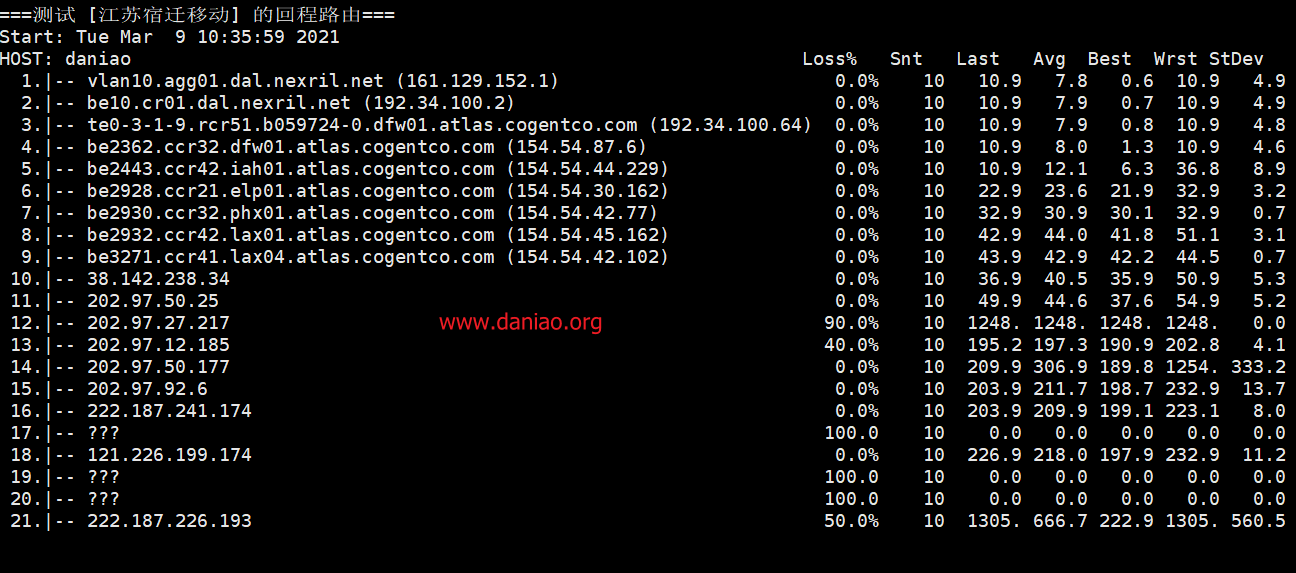 ===测试 [江苏宿迁移动] 的回程路由===
Start: Tue Mar  9 10:35:59 2021
HOST: daniao Loss% Snt Last Avg Best Wrst StDev
1.|-- vlan10.agg01.dal.nexril.net (161.129.152.1) 0.0% 10 10.9 7.8 0.6 10.9 4.9
2.|-- be10.cr01.dal.nexril.net (192.34.100.2) 0.0% 10 10.9 7.9 0.7 10.9 4.9
3.|-- te0-3-1-9.rcr51.b059724-0.dfw01.atlas.cogentco.com (192.34.100.64) 0.0% 10 10.9 7.9 0.8 10.9 4.8
4.|-- be2362.ccr32.dfw01.atlas.cogentco.com (154.54.87.6) 0.0% 10 10.9 8.0 1.3 10.9 4.6
5.|-- be2443.ccr42.iah01.atlas.cogentco.com (154.54.44.229) 0.0% 10 10.9 12.1 6.3 36.8 8.9
6.|-- be2928.ccr21.elp01.atlas.cogentco.com (154.54.30.162) 0.0% 10 22.9 23.6 21.9 32.9 3.2
7.|-- be2930.ccr32.phx01.atlas.cogentco.com (154.54.42.77) 0.0% 10 32.9 30.9 30.1 32.9 0.7
8.|-- be2932.ccr42.lax01.atlas.cogentco.com (154.54.45.162) 0.0% 10 42.9 44.0 41.8 51.1 3.1
9.|-- be3271.ccr41.lax04.atlas.cogentco.com (154.54.42.102) 0.0% 10 43.9 42.9 42.2 44.5 0.7
10.|-- 38.142.238.34 0.0% 10 36.9 40.5 35.9 50.9 5.3
11.|-- 202.97.50.25 0.0% 10 49.9 44.6 37.6 54.9 5.2
12.|-- 202.97.27.217 90.0% 10 1248. 1248. 1248. 1248. 0.0
www.daniao.org
13.|-- 202.97.12.185 40.0% 10 195.2 197.3 190.9 202.8 4.1
14.|-- 202.97.50.177 0.0% 10 209.9 306.9 189.8 1254. 333.2
15.|-- 202.97.92.6 0.0% 10 203.9 211.7 198.7 232.9 13.7
16.|-- 222.187.241.174 0.0% 10 203.9 209.9 199.1 223.1 8.0
17.|-- ??? 100.0 10 0.0 0.0 0.0 0.0 0.0
18.|-- 121.226.199.174 0.0% 10 226.9 218.0 197.9 232.9 11.2
19.|-- ??? 100.0 10 0.0 0.0 0.0 0.0 0.0
20.|-- ??? 100.0 10 0.0 0.0 0.0 0.0 0.0
21.|-- 222.187.226.193 50.0% 10 1305. 666.7 222.9 1305. 560.5